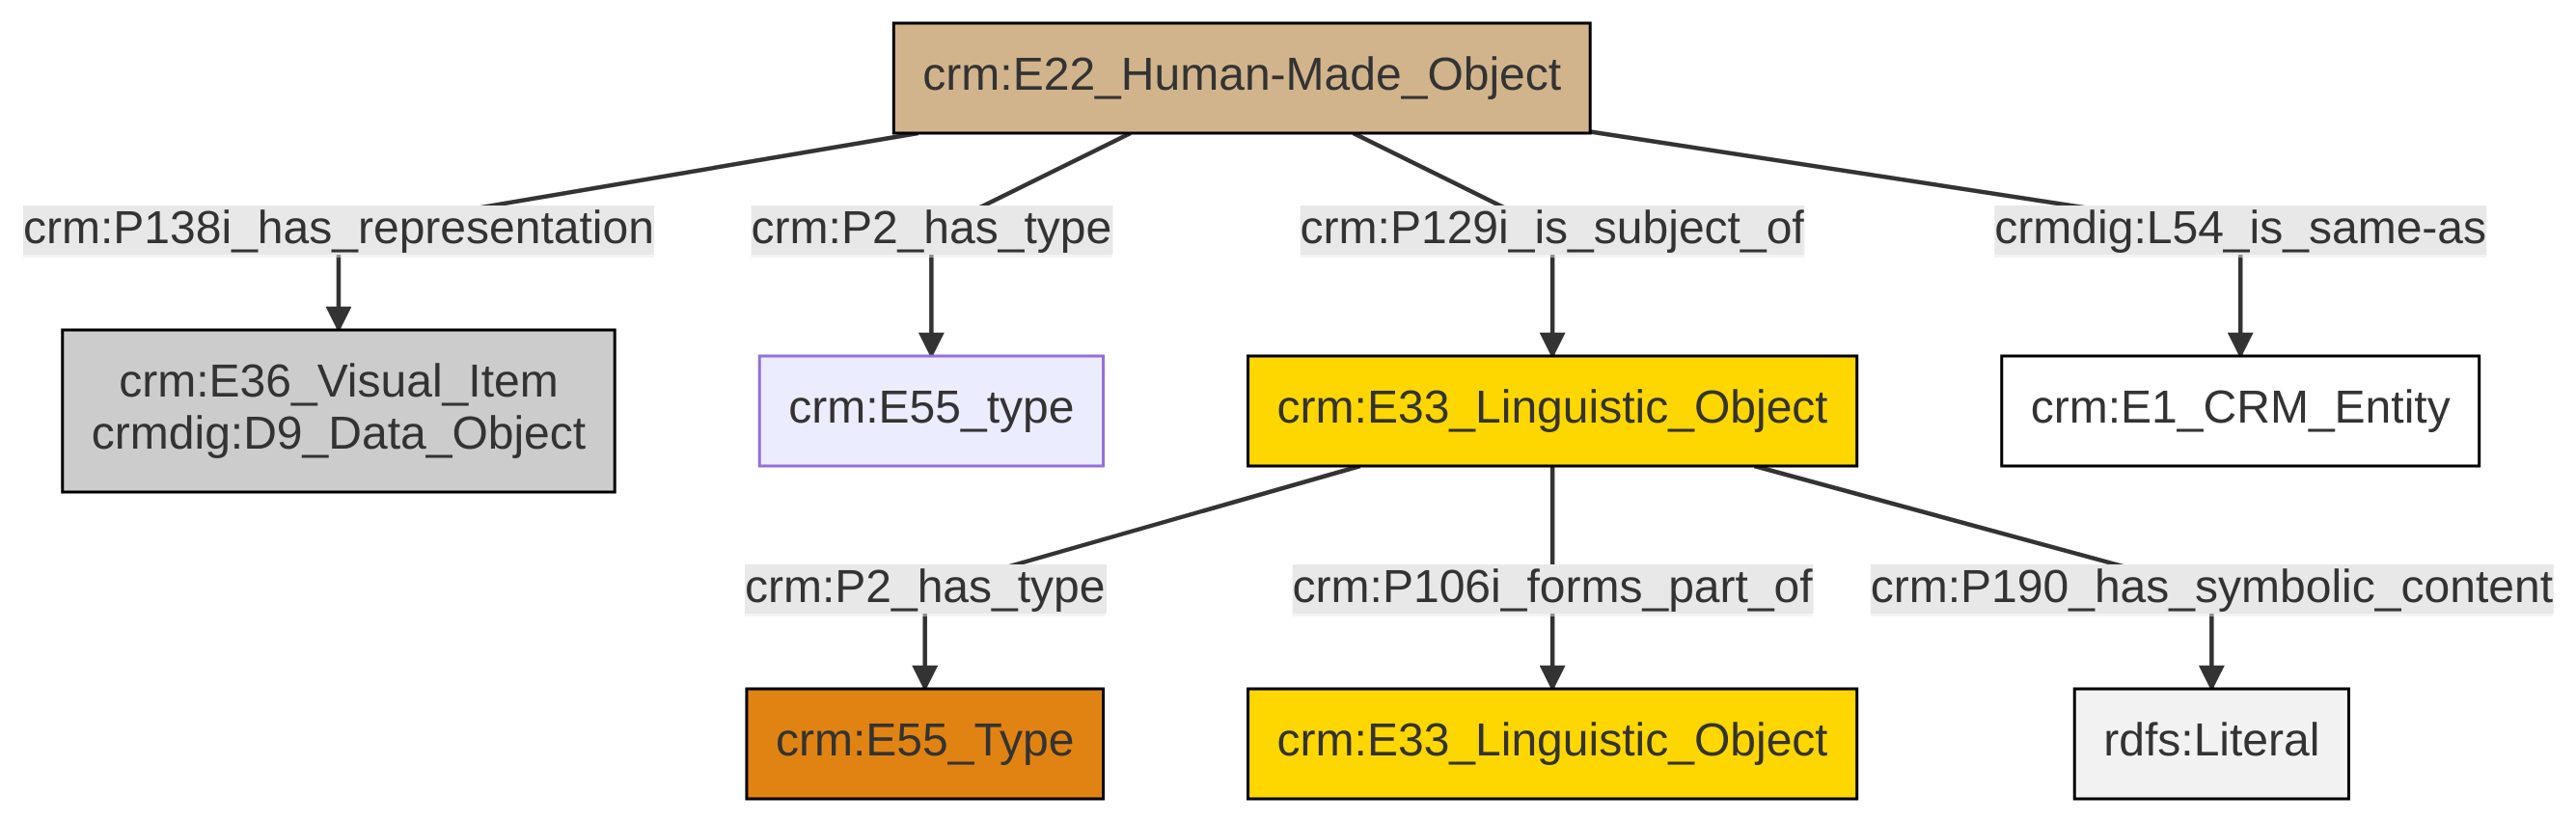 crm:E22_Human-Made_Object
crm:P138i_has_representation
crm:P2_has_type
crm:P129i_is_subject_of
crmdig:L54_is_same-as
crm:E36_Visual_Item
crmdig:D9_Data_Object
crm:E55_type
crm:E33_Linguistic_Object
crm:E1_CRM_Entity
crm:P2_has_type
crm:P106i_forms_part_of
crm:P190_has_symbolic_content
crm:E55_Type
crm:E33_Linguistic_Object
rdfs:Literal